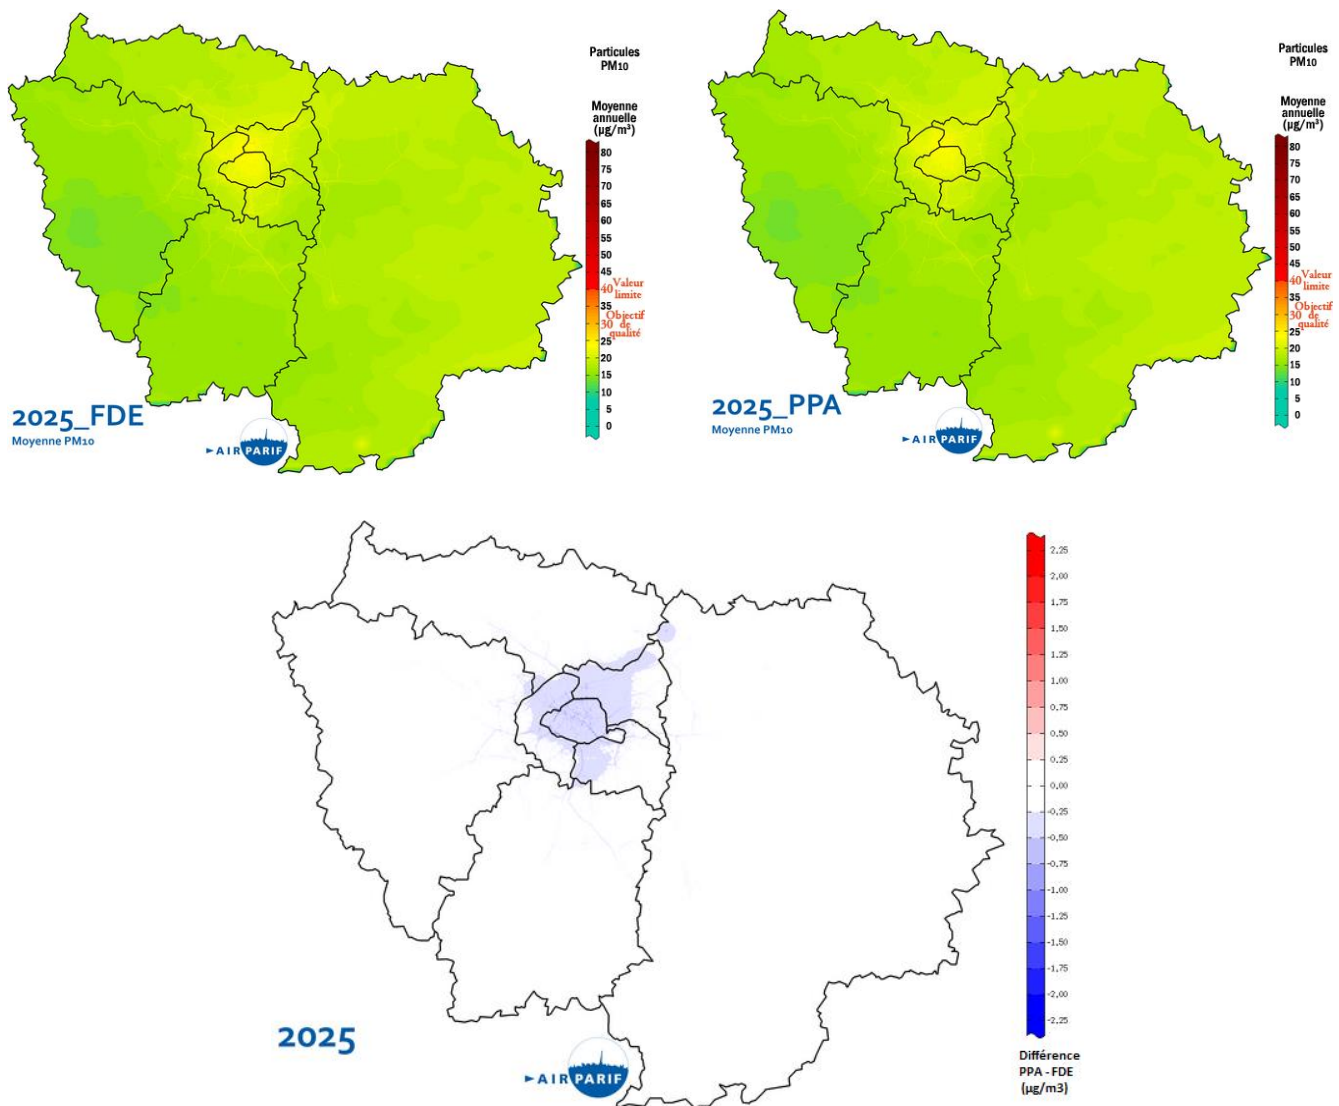 Particules
PM10
Moyenne
annuelle
(µg/m³)
80
75
70
65
60
55
50
45
40 Valeur
limite
35
Objectif
30 de
qualité
25
20
15
10
5
0
2025_FDE
Moyenne PM10
AIRPARIF
Particules
PM10
Moyenne
annuelle
(µg/m³)
80
75
70
65
60
55
50
45
40 Valeur
limite
35
Objectif
30 de
qualité
25
20
15
10
5
0
2025_PPA
Moyenne PM10
AIRPARIF
2,25
2,00
1,75
1,50
1,25
1,00
0,75
0,50
0,25
0,00
-0,25
-0,50
-0,75
-1,00
-1,25
-1,50
-1,75
-2,00
-2,25
2025
AIRPARIF
Différence
PPA - FDE
(µg/m3)